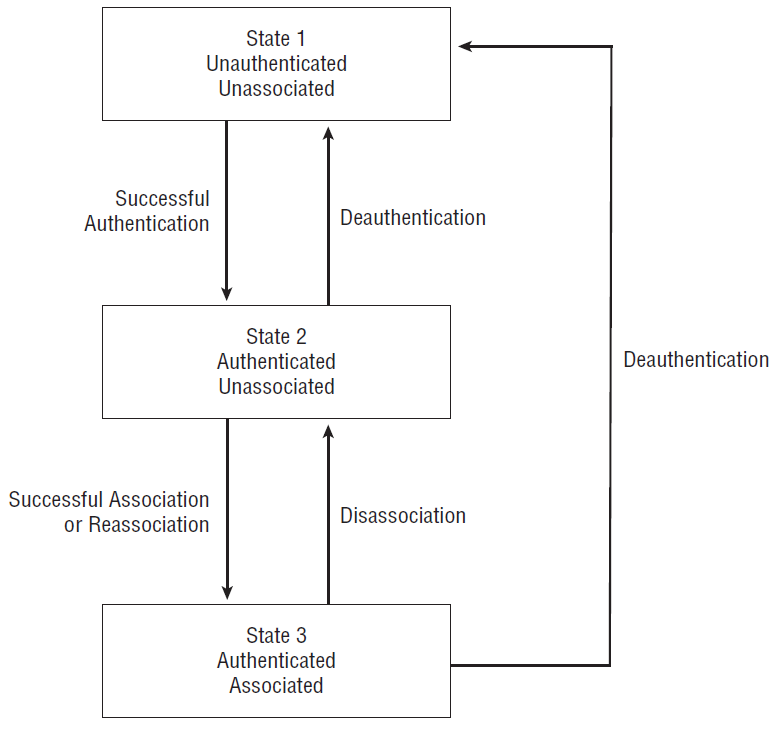 State 1
Unauthenticated
Unassociated
Successful
Authentication
Deauthentication
State 2
Authenticated
Unassociated
Deauthentication
Successful Association
or Reassociation
Disassociation
State 3
Authenticated
Associated